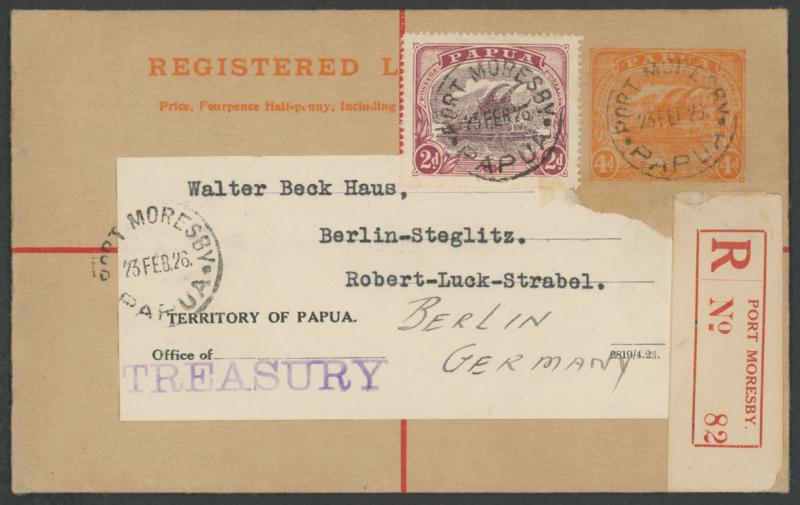 REGISTERED L
Price, Fourpence Half-penny, Including
PAPUA
POSTAGE
2d 2d
PORT MORESBY.
23 FEB.26.
PAPUA
PAPUA
4d 4d
PORT MORESBY.
23 FEB.26.
PAPUA
Walter Beck Haus,
Berlin-Steglitz.
Robert-Luck-Strabel.
PORT MORESBY.
23 FEB.26.
PAPUA
TERRITORY OF PAPUA.
BERLIN
Office of
2819/4.23.
GERMANY
TREASURY
R
PORT MORESBY.
No
82